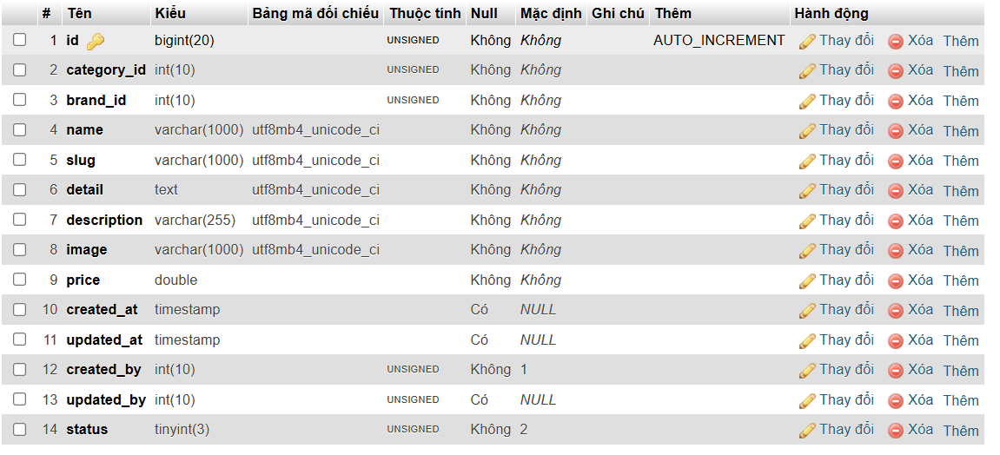 # Tên Kiểu Bảng mã đối chiếu Thuộc tính Null Mặc định Ghi chú Thêm Hành động
1 id bigint(20) UNSIGNED Không Không AUTO_INCREMENT Thay đổi Xóa Thêm
2 category_id int(10) UNSIGNED Không Không Thay đổi Xóa Thêm
3 brand_id int(10) UNSIGNED Không Không Thay đổi Xóa Thêm
4 name varchar(1000) utf8mb4_unicode_ci Không Không Thay đổi Xóa Thêm
5 slug varchar(1000) utf8mb4_unicode_ci Không Không Thay đổi Xóa Thêm
6 detail text utf8mb4_unicode_ci Không Không Thay đổi Xóa Thêm
7 description varchar(255) utf8mb4_unicode_ci Không Không Thay đổi Xóa Thêm
8 image varchar(1000) utf8mb4_unicode_ci Không Không Thay đổi Xóa Thêm
9 price double Không Không Thay đổi Xóa Thêm
10 created_at timestamp Có NULL Thay đổi Xóa Thêm
11 updated_at timestamp Có NULL Thay đổi Xóa Thêm
12 created_by int(10) UNSIGNED Không 1 Thay đổi Xóa Thêm
13 updated_by int(10) UNSIGNED Có NULL Thay đổi Xóa Thêm
14 status tinyint(3) UNSIGNED Không 2 Thay đổi Xóa Thêm